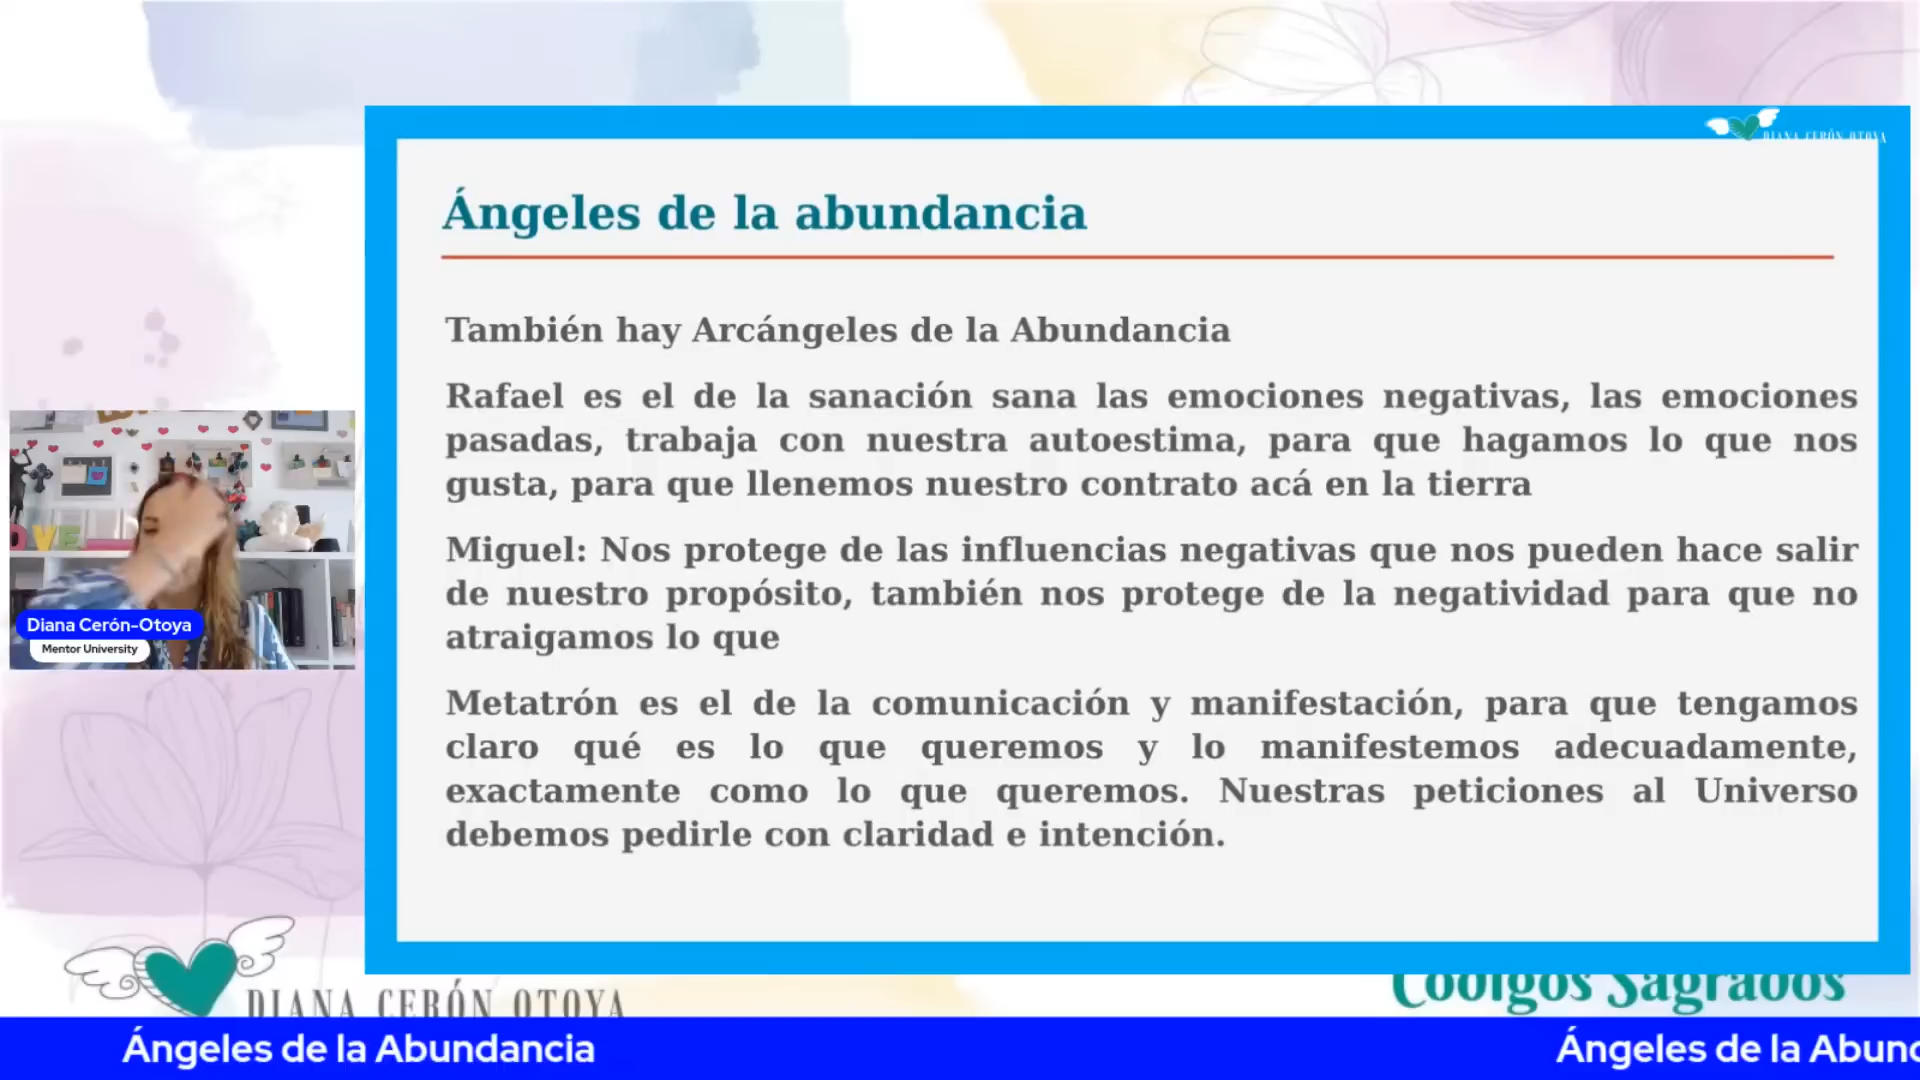 DIANA CERÓN OTOYA
Ángeles de la abundancia
También hay Arcángeles de la Abundancia
Rafael es el de la sanación sana las emociones negativas, las emociones
pasadas, trabaja con nuestra autoestima, para que hagamos lo que nos
gusta, para que llenemos nuestro contrato acá en la tierra
Miguel: Nos protege de las influencias negativas que nos pueden hace salir
de nuestro propósito, también nos protege de la negatividad para que no
atraigamos lo que
Metatrón es el de la comunicación y manifestación, para que tengamos
claro qué es lo que queremos y lo manifestemos adecuadamente,
exactamente como lo que queremos. Nuestras peticiones al Universo
debemos pedirle con claridad e intención.
Diana Cerón-Otoya
Mentor University
DIANA CERÓN OTOYA
Códigos Sagrados
Ángeles de la Abundancia
Ángeles de la Abund